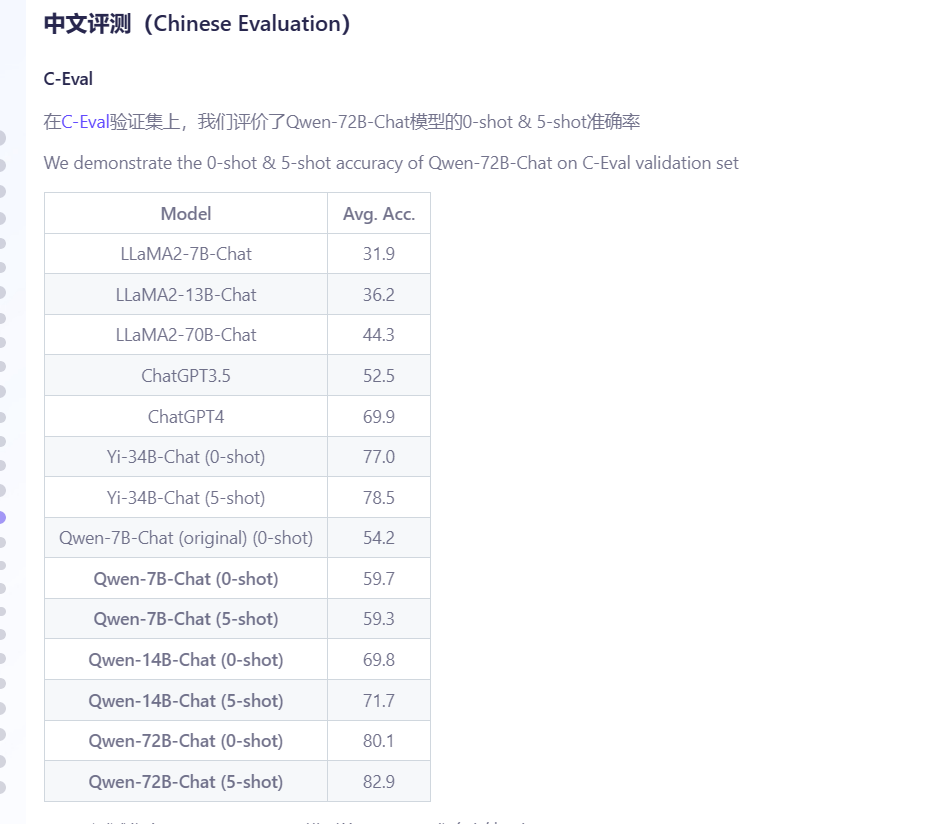 中文评测（Chinese Evaluation）
C-Eval
在C-Eval验证集上，我们评价了Qwen-72B-Chat模型的0-shot & 5-shot准确率
We demonstrate the 0-shot & 5-shot accuracy of Qwen-72B-Chat on C-Eval validation set
Model Avg. Acc.
LLaMA2-7B-Chat 31.9
LLaMA2-13B-Chat 36.2
LLaMA2-70B-Chat 44.3
ChatGPT3.5 52.5
ChatGPT4 69.9
Yi-34B-Chat (0-shot) 77.0
Yi-34B-Chat (5-shot) 78.5
Qwen-7B-Chat (original) (0-shot) 54.2
Qwen-7B-Chat (0-shot) 59.7
Qwen-7B-Chat (5-shot) 59.3
Qwen-14B-Chat (0-shot) 69.8
Qwen-14B-Chat (5-shot) 71.7
Qwen-72B-Chat (0-shot) 80.1
Qwen-72B-Chat (5-shot) 82.9